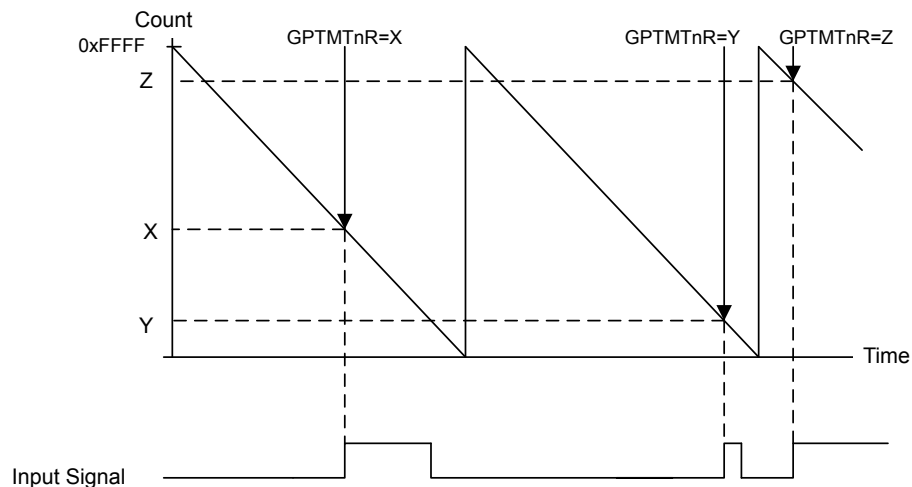 Count
0xFFFF
GPTMTnR=X
GPTMTnR=Y
GPTMTnR=Z
Z
X
Y
Time
Input Signal